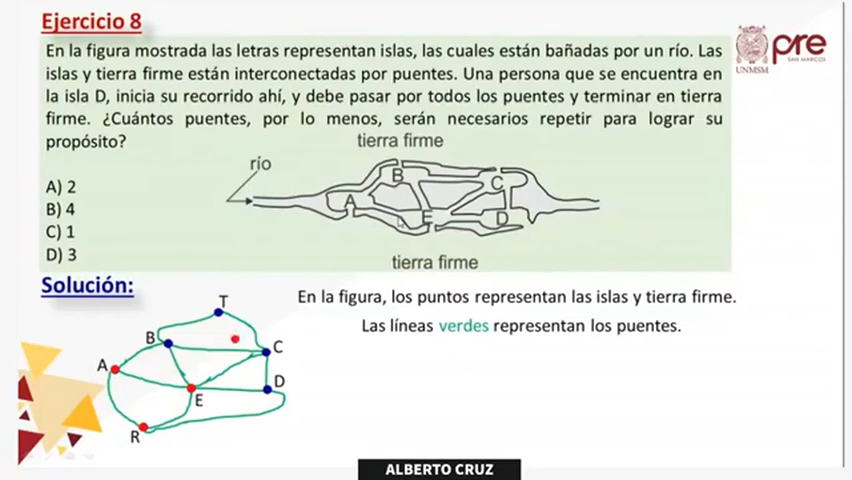 Ejercicio 8
En la figura mostrada las letras representan islas, las cuales están bañadas por un río. Las
islas y tierra firme están interconectadas por puentes. Una persona que se encuentra en
la isla D, inicia su recorrido ahí, y debe pasar por todos los puentes y terminar en tierra
firme. ¿Cuántos puentes, por lo menos, serán necesarios repetir para lograr su
propósito?
UNMSM
pre
SAN MARCOS
tierra firme
río
A) 2
B) 4
C) 1
D) 3
B
C
A
E
D
tierra firme
Solución:
En la figura, los puntos representan las islas y tierra firme.
Las líneas verdes representan los puentes.
T
B
C
A
D
E
R
ALBERTO CRUZ